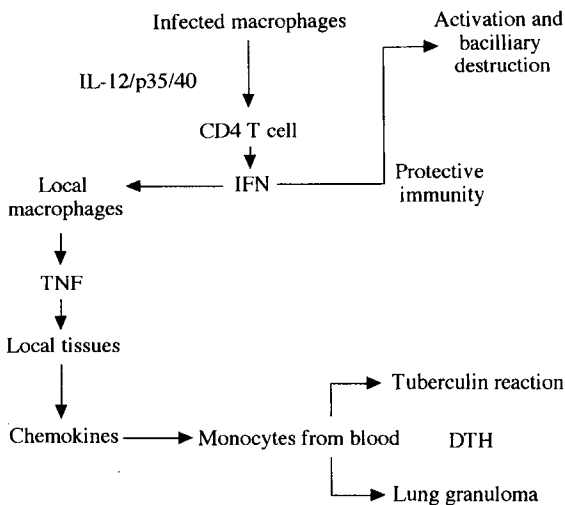 Infected macrophages
Activation and
bacilliary
destruction
IL-12/p35/40
CD4 T cell
IFN
Protective
immunity
Local
macrophages
TNF
Local tissues
Chemokines
Monocytes from blood
Tuberculin reaction
DTH
Lung granuloma